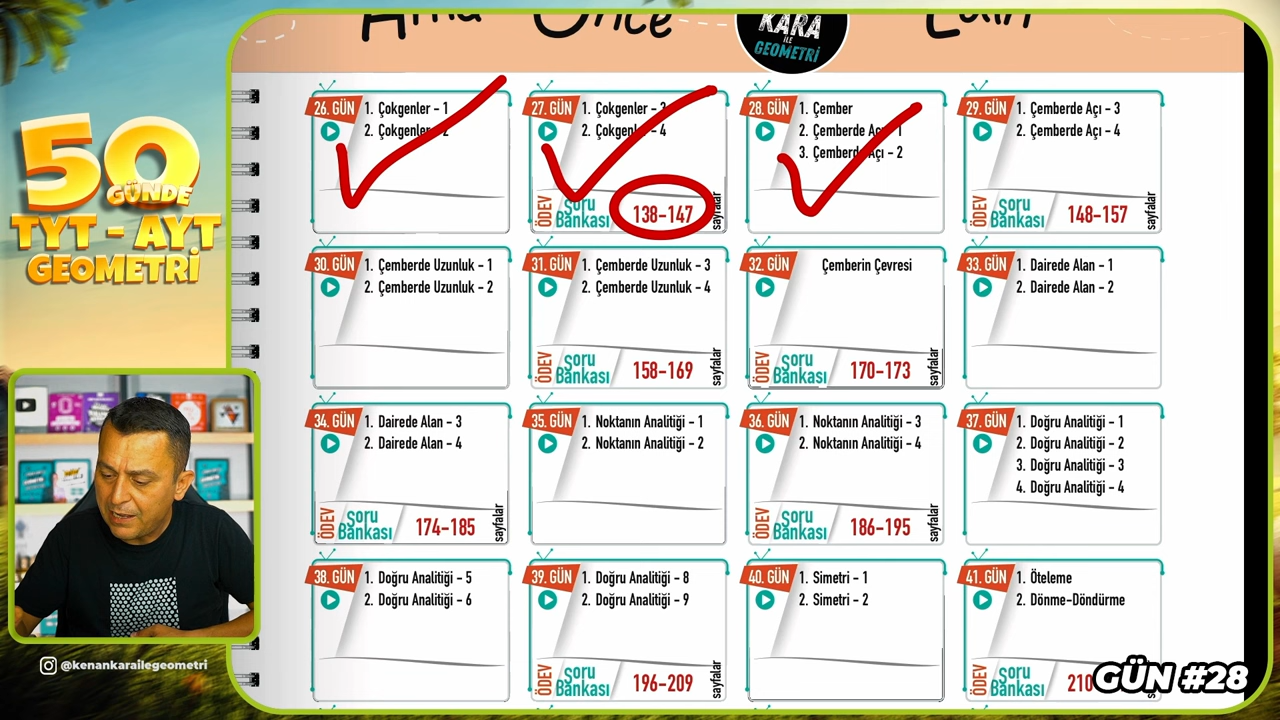 Ama Önce
KARA
İLE
GEOMETRİ
50
GÜNDE
TYT - AYT
GEOMETRİ
26. GÜN
1. Çokgenler - 1
2. Çokgenler - 2
27. GÜN
1. Çokgenler - 3
2. Çokgenler - 4
ÖDEV
Soru
Bankası
138-147
sayfalar
28. GÜN
1. Çember
2. Çemberde Açı - 1
3. Çemberde Açı - 2
29. GÜN
1. Çemberde Açı - 3
2. Çemberde Açı - 4
ÖDEV
Soru
Bankası
148-157
sayfalar
30. GÜN
1. Çemberde Uzunluk - 1
2. Çemberde Uzunluk - 2
31. GÜN
1. Çemberde Uzunluk - 3
2. Çemberde Uzunluk - 4
ÖDEV
Soru
Bankası
158-169
sayfalar
32. GÜN
Çemberin Çevresi
ÖDEV
Soru
Bankası
170-173
sayfalar
33. GÜN
1. Dairede Alan - 1
2. Dairede Alan - 2
34. GÜN
1. Dairede Alan - 3
2. Dairede Alan - 4
ÖDEV
Soru
Bankası
174-185
sayfalar
35. GÜN
1. Noktanın Analitiği - 1
2. Noktanın Analitiği - 2
36. GÜN
1. Noktanın Analitiği - 3
2. Noktanın Analitiği - 4
ÖDEV
Soru
Bankası
186-195
sayfalar
37. GÜN
1. Doğru Analitiği - 1
2. Doğru Analitiği - 2
3. Doğru Analitiği - 3
4. Doğru Analitiği - 4
38. GÜN
1. Doğru Analitiği - 5
2. Doğru Analitiği - 6
39. GÜN
1. Doğru Analitiği - 8
2. Doğru Analitiği - 9
ÖDEV
Soru
Bankası
196-209
sayfalar
40. GÜN
1. Simetri - 1
2. Simetri - 2
41. GÜN
1. Öteleme
2. Dönme-Döndürme
ÖDEV
Soru
Bankası
210
GÜN #28
@kenankarailegeometri